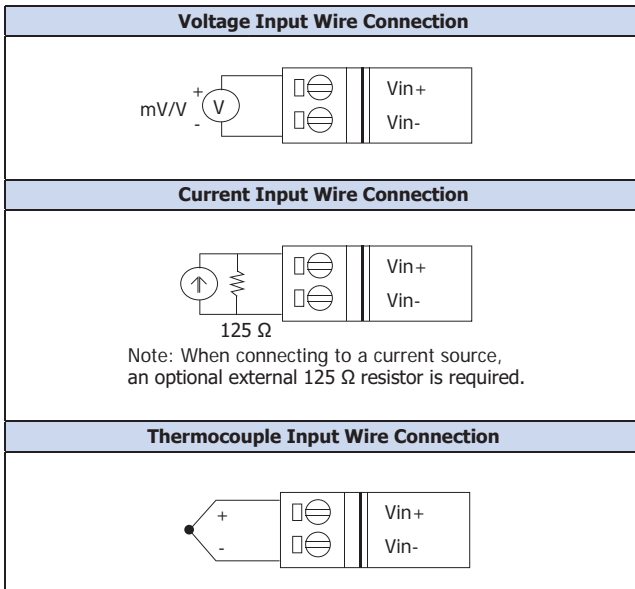 Voltage Input Wire Connection
+
mV/V
V
-
Vin+
Vin-
Current Input Wire Connection
Vin+
Vin-
125 Ω
Note: When connecting to a current source,
an optional external 125 Ω resistor is required.
Thermocouple Input Wire Connection
+
-
Vin+
Vin-